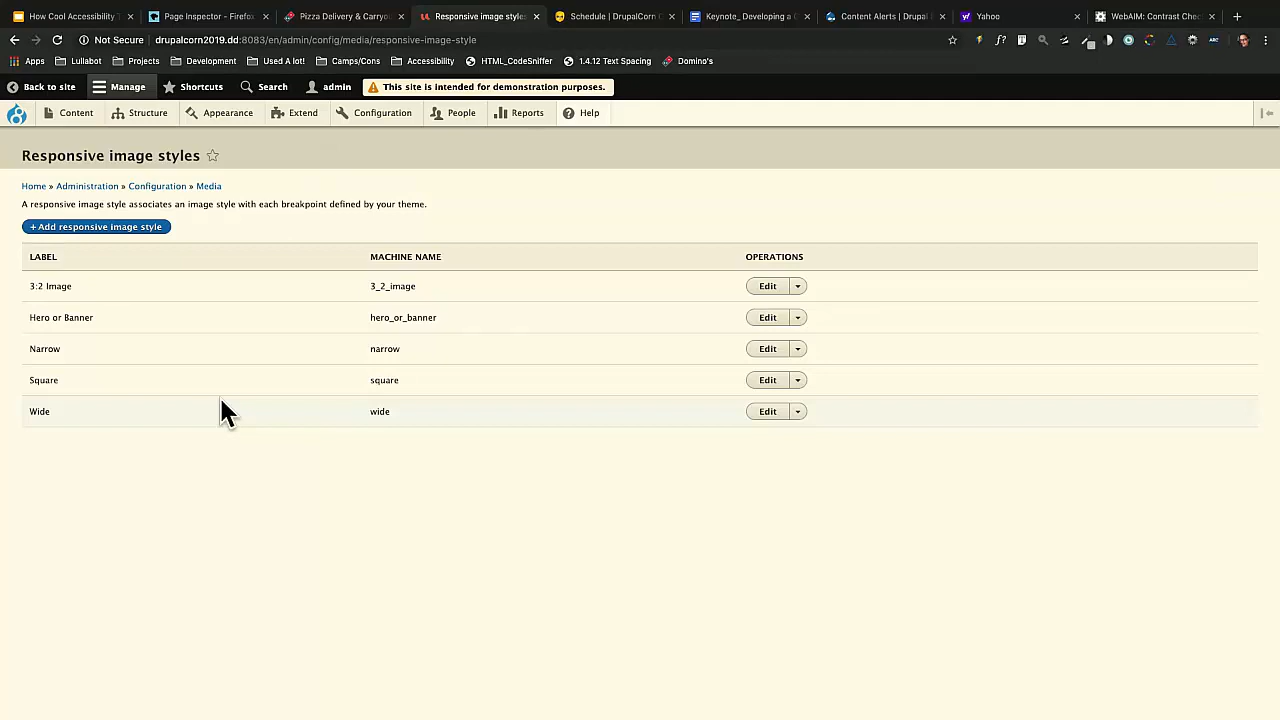 How Cool Accessibility T
Page Inspector - Firefox
Pizza Delivery & Carryou
Responsive image styles
Schedule | DrupalCorn C
Keynote_ Developing a C
Content Alerts | Drupal
Yahoo
WebAIM: Contrast Chec
Not Secure
drupalcorn2019.dd:8083/en/admin/config/media/responsive-image-style
Apps
Lullabot
Projects
Development
Used A lot!
Camps/Cons
Accessibility
HTML_CodeSniffer
1.4.12 Text Spacing
Domino's
Back to site
Manage
Shortcuts
Search
admin
This site is intended for demonstration purposes.
Content
Structure
Appearance
Extend
Configuration
People
Reports
Help
Responsive image styles
Home » Administration » Configuration » Media
A responsive image style associates an image style with each breakpoint defined by your theme.
+ Add responsive image style
LABEL MACHINE NAME OPERATIONS
3:2 Image 3_2_image Edit
Hero or Banner hero_or_banner Edit
Narrow narrow Edit
Square square Edit
Wide wide Edit